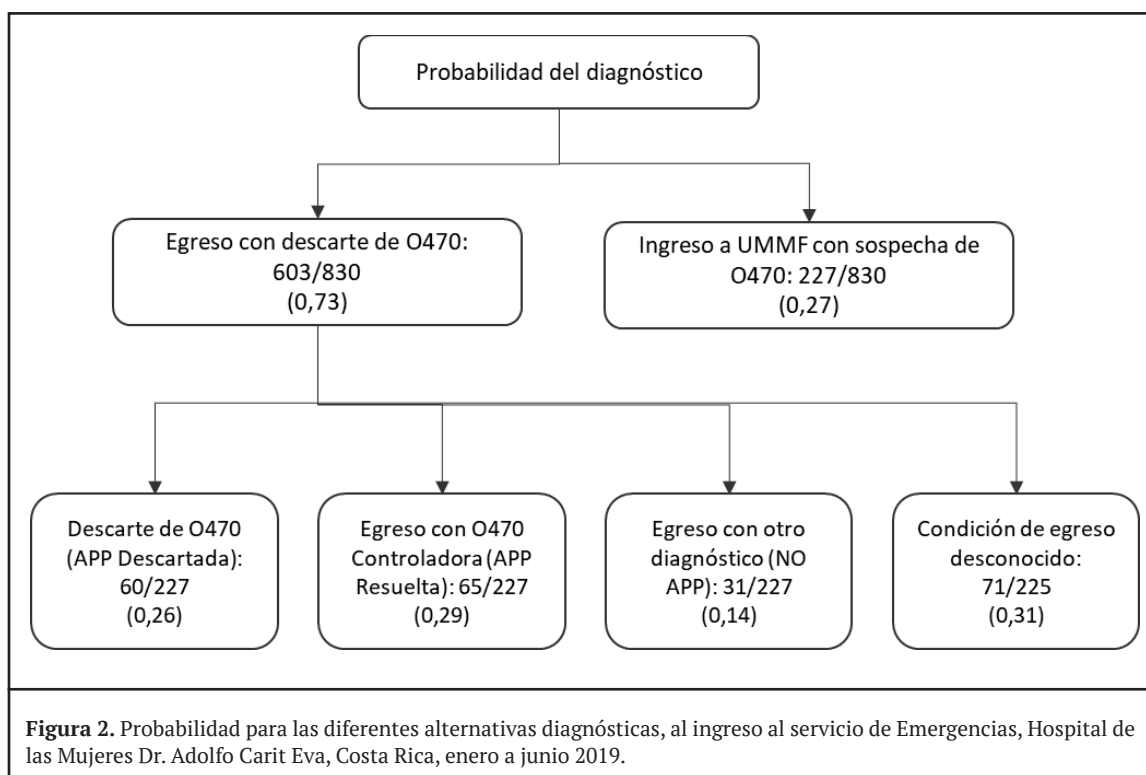 Probabilidad del diagnóstico
Egreso con descarte de O470:
603/830
(0,73)
Ingreso a UMMF con sospecha de
O470: 227/830
(0,27)
Descarte de O470
(APP Descartada):
60/227
(0,26)
Egreso con O470
Controladora (APP
Resuelta): 65/227
(0,29)
Egreso con otro
diagnóstico (NO
APP): 31/227
(0,14)
Condición de egreso
desconocido:
71/225
(0,31)
Figura 2. Probabilidad para las diferentes alternativas diagnósticas, al ingreso al servicio de Emergencias, Hospital de
las Mujeres Dr. Adolfo Carit Eva, Costa Rica, enero a junio 2019.